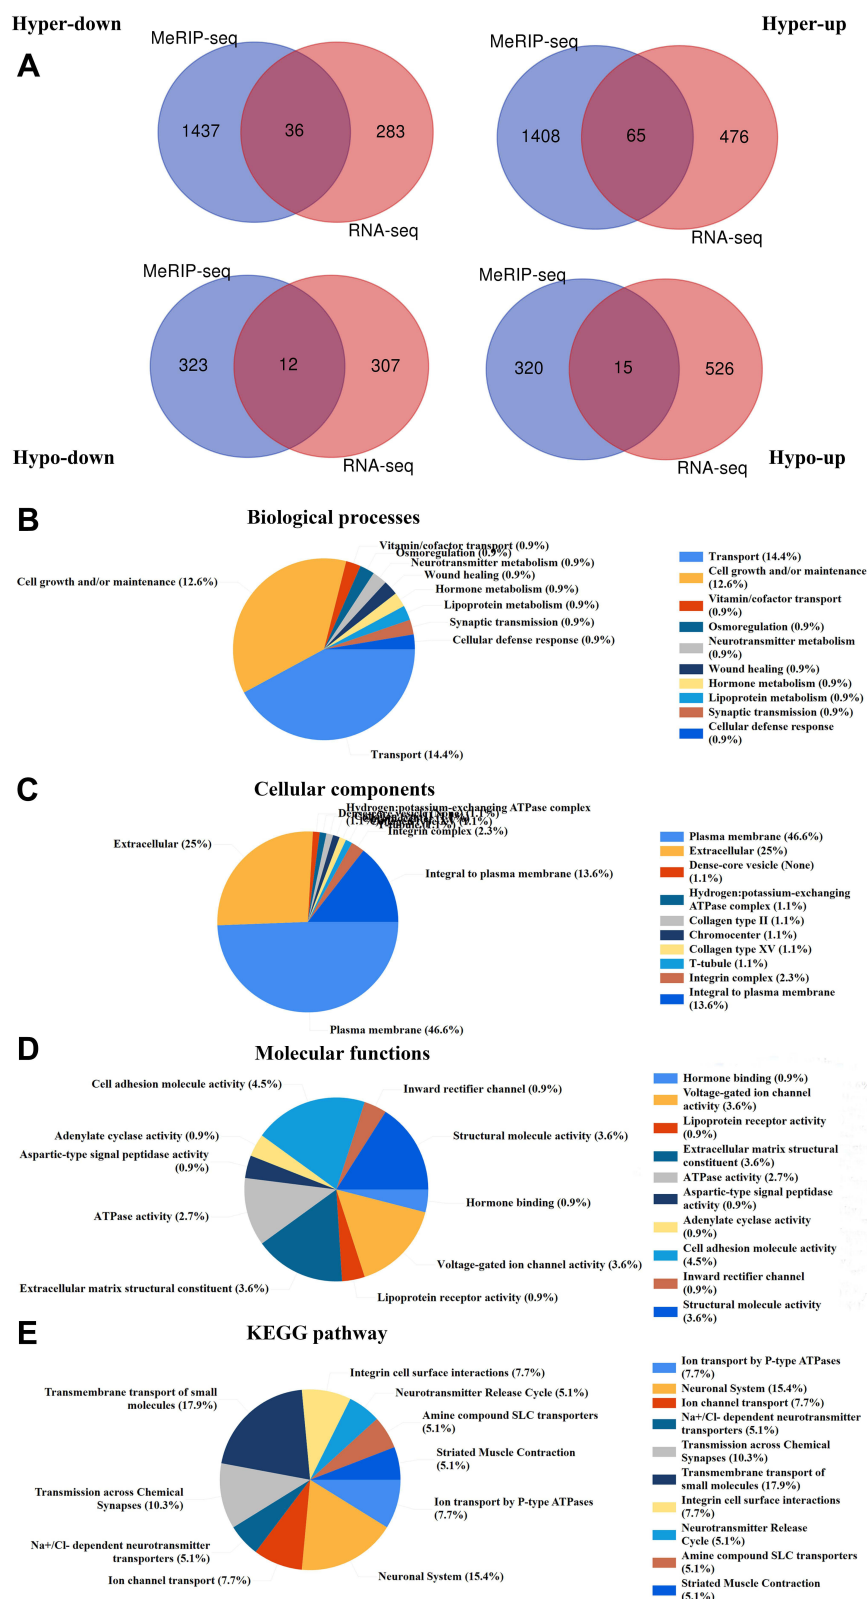 Hyper-down
Hyper-up
A
MeRIP-seq
1437
36
283
RNA-seq
MeRIP-seq
1408
65
476
RNA-seq
MeRIP-seq
323
12
307
RNA-seq
MeRIP-seq
320
15
526
RNA-seq
Hypo-down
Hypo-up
B
Biological processes
Vitamin/cofactor transport (0.9%)
Osmoregulation (0.9%)
Neurotransmitter metabolism (0.9%)
Wound healing (0.9%)
Hormone metabolism (0.9%)
Lipoprotein metabolism (0.9%)
Synaptic transmission (0.9%)
Cellular defense response (0.9%)
Cell growth and/or maintenance (12.6%)
Transport (14.4%)
Transport (14.4%)
Cell growth and/or maintenance
(12.6%)
Vitamin/cofactor transport
(0.9%)
Osmoregulation (0.9%)
Neurotransmitter metabolism
(0.9%)
Wound healing (0.9%)
Hormone metabolism (0.9%)
Lipoprotein metabolism (0.9%)
Synaptic transmission (0.9%)
Cellular defense response
(0.9%)
C
Cellular components
Hydrogen:potassium-exchanging ATPase complex
(1.1%)
Integrin complex (2.3%)
Extracellular (25%)
Integral to plasma membrane (13.6%)
Plasma membrane (46.6%)
Plasma membrane (46.6%)
Extracellular (25%)
Dense-core vesicle (None)
(1.1%)
Hydrogen:potassium-exchanging
ATPase complex (1.1%)
Collagen type II (1.1%)
Chromocenter (1.1%)
Collagen type XV (1.1%)
T-tubule (1.1%)
Integrin complex (2.3%)
Integral to plasma membrane
(13.6%)
D
Molecular functions
Cell adhesion molecule activity (4.5%)
Inward rectifier channel (0.9%)
Adenylate cyclase activity (0.9%)
Structural molecule activity (3.6%)
Aspartic-type signal peptidase activity
(0.9%)
Hormone binding (0.9%)
ATPase activity (2.7%)
Voltage-gated ion channel activity (3.6%)
Extracellular matrix structural constituent (3.6%)
Lipoprotein receptor activity (0.9%)
Hormone binding (0.9%)
Voltage-gated ion channel
activity (3.6%)
Lipoprotein receptor activity
(0.9%)
Extracellular matrix structural
constituent (3.6%)
ATPase activity (2.7%)
Aspartic-type signal peptidase
activity (0.9%)
Adenylate cyclase activity
(0.9%)
Cell adhesion molecule activity
(4.5%)
Inward rectifier channel
(0.9%)
Structural molecule activity
(3.6%)
E
KEGG pathway
Integrin cell surface interactions (7.7%)
Transmembrane transport of small
molecules (17.9%)
Neurotransmitter Release Cycle (5.1%)
Amine compound SLC transporters
(5.1%)
Striated Muscle Contraction
(5.1%)
Transmission across Chemical
Synapses (10.3%)
Ion transport by P-type ATPases
(7.7%)
Na+/Cl- dependent neurotransmitter
transporters (5.1%)
Ion channel transport (7.7%)
Neuronal System (15.4%)
Ion transport by P-type ATPases
(7.7%)
Neuronal System (15.4%)
Ion channel transport (7.7%)
Na+/Cl- dependent neurotransmitter
transporters (5.1%)
Transmission across Chemical
Synapses (10.3%)
Transmembrane transport of
small molecules (17.9%)
Integrin cell surface interactions
(7.7%)
Neurotransmitter Release
Cycle (5.1%)
Amine compound SLC transporters
(5.1%)
Striated Muscle Contraction
(5.1%)